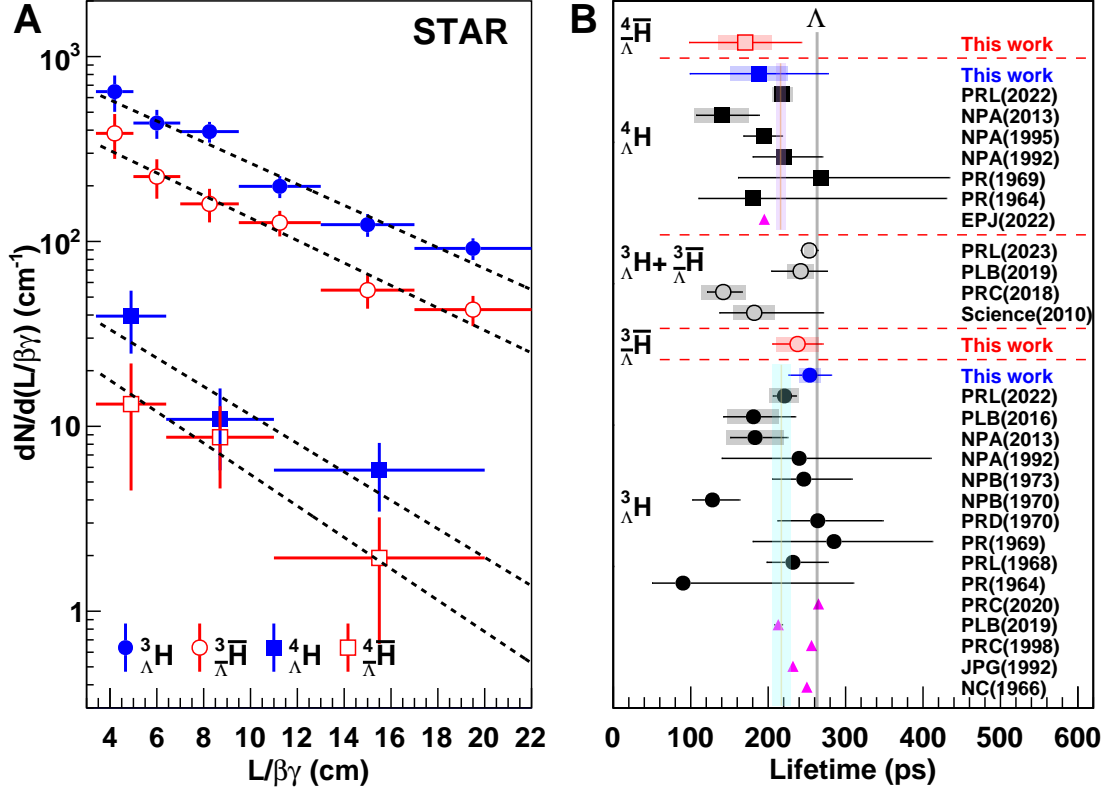 A
STAR
dN/d(L/βγ) (cm⁻¹)
10³
10²
10
1
³ΛH
³Λ̅H̅
⁴ΛH
⁴Λ̅H̅
4 6 8 10 12 14 16 18 20 22
L/βγ (cm)
B
Λ
⁴Λ̅H̅
This work
⁴ΛH
This work
PRL(2022)
NPA(2013)
NPA(1995)
NPA(1992)
PR(1969)
PR(1964)
EPJ(2022)
³ΛH+ ³Λ̅H̅
PRL(2023)
PLB(2019)
PRC(2018)
Science(2010)
³Λ̅H̅
This work
³ΛH
This work
PRL(2022)
PLB(2016)
NPA(2013)
NPA(1992)
NPB(1973)
NPB(1970)
PRD(1970)
PR(1969)
PRL(1968)
PR(1964)
PRC(2020)
PLB(2019)
PRC(1998)
JPG(1992)
NC(1966)
0 100 200 300 400 500 600
Lifetime (ps)